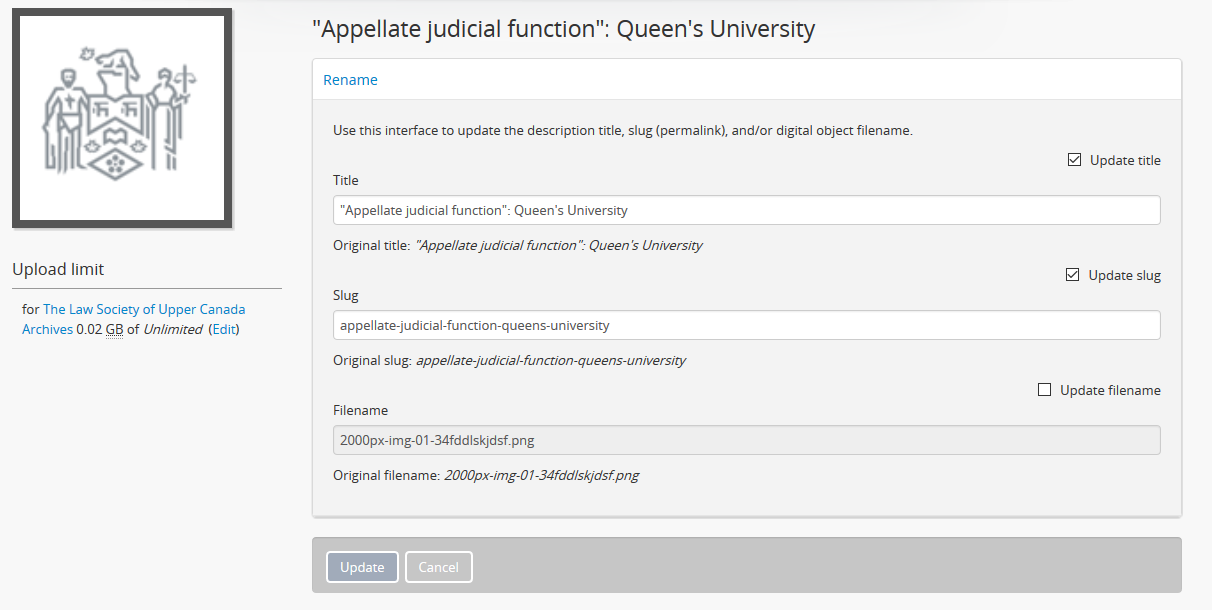 "Appellate judicial function": Queen's University
Rename
Use this interface to update the description title, slug (permalink), and/or digital object filename.
Update title
Title
"Appellate judicial function": Queen's University
Original title: "Appellate judicial function": Queen's University
Update slug
Slug
appellate-judicial-function-queens-university
Original slug: appellate-judicial-function-queens-university
Update filename
Filename
2000px-img-01-34fddlskjdsf.png
Original filename: 2000px-img-01-34fddlskjdsf.png
Update Cancel
Upload limit
for The Law Society of Upper Canada
Archives 0.02 GB of Unlimited (Edit)